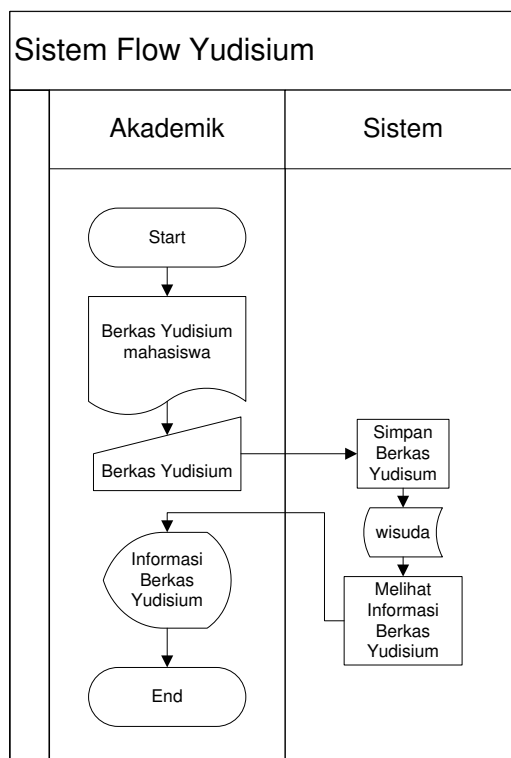 Sistem Flow Yudisium
Akademik
Sistem
Start
Berkas Yudisium
mahasiswa
Berkas Yudisium
Simpan
Berkas
Yudisum
wisuda
Melihat
Informasi
Berkas
Yudisium
Informasi
Berkas
Yudisium
End